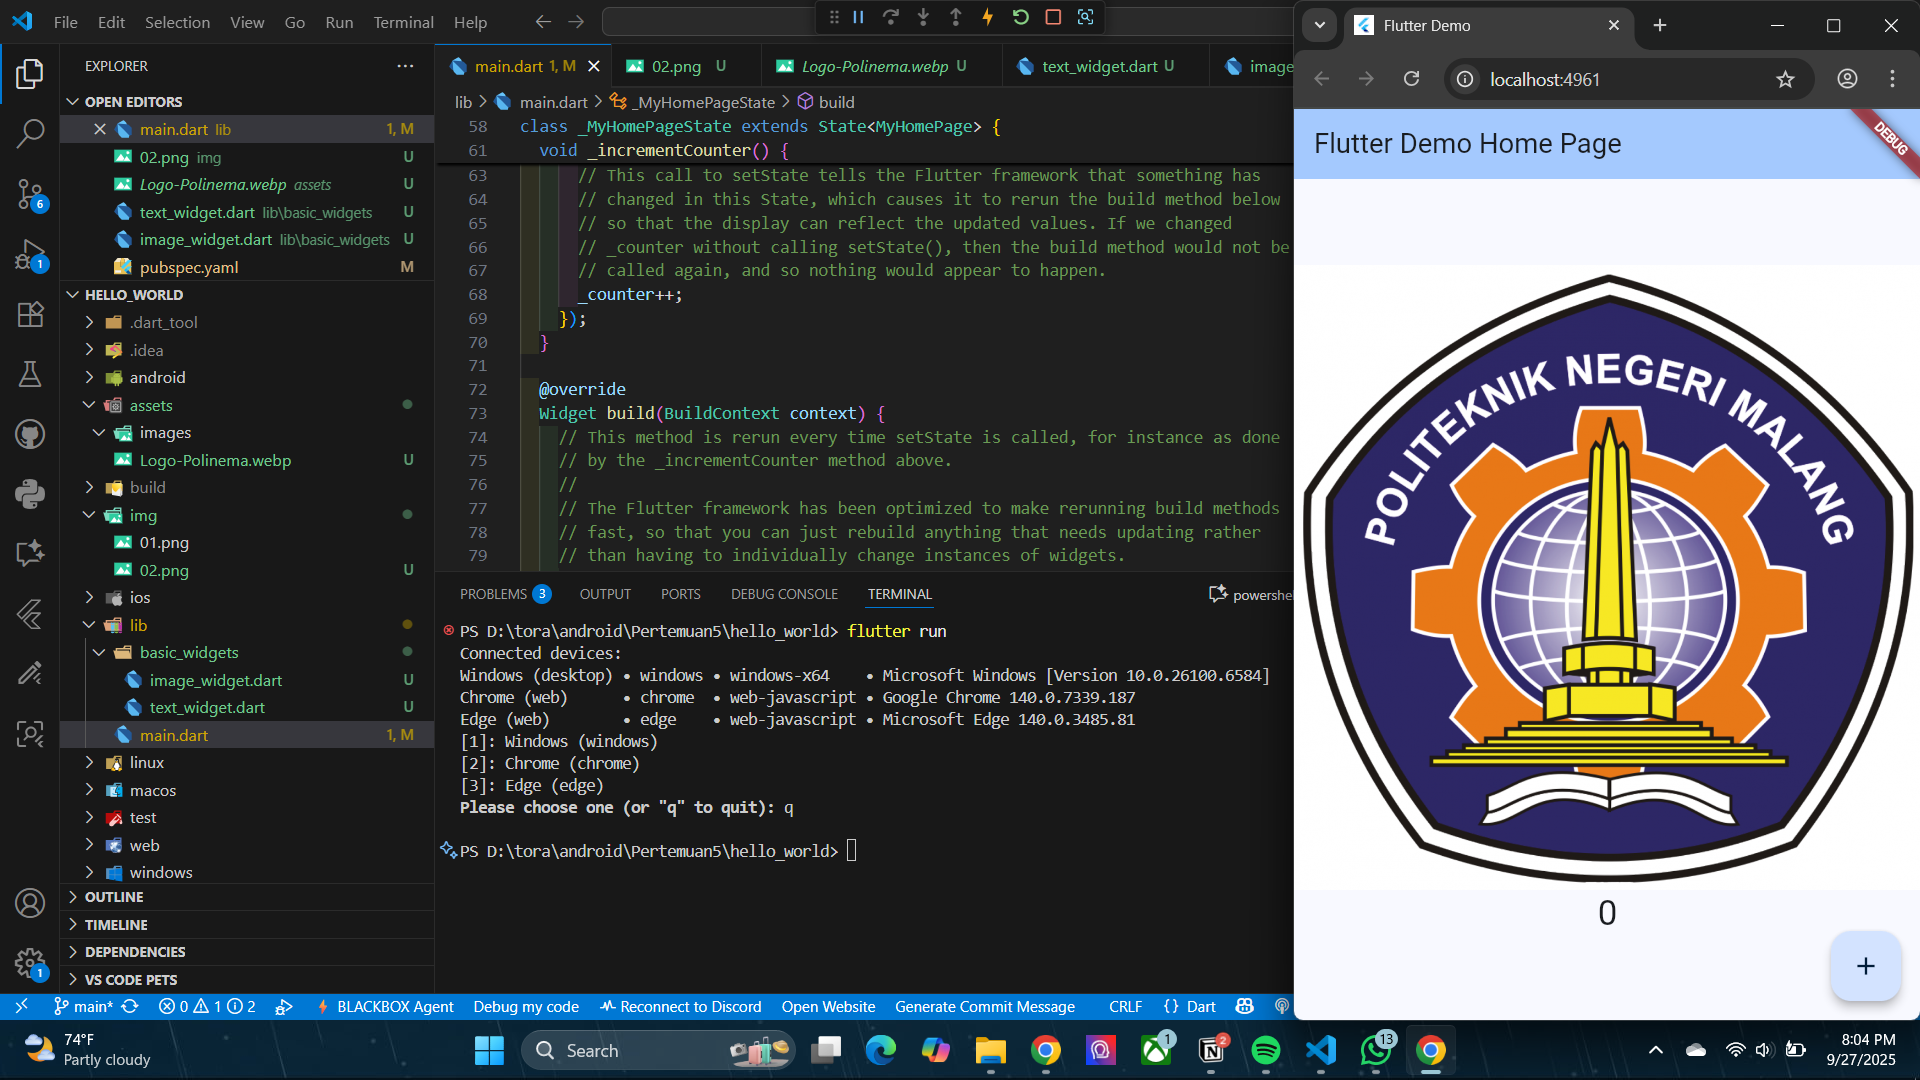 File Edit Selection View Go Run Terminal Help
EXPLORER
OPEN EDITORS
main.dart lib 1, M
02.png img U
Logo-Polinema.webp assets U
text_widget.dart lib\basic_widgets U
image_widget.dart lib\basic_widgets U
pubspec.yaml M
HELLO_WORLD
.dart_tool
.idea
android
assets
images
Logo-Polinema.webp U
build
img
01.png
02.png U
ios
lib
basic_widgets
image_widget.dart U
text_widget.dart U
main.dart 1, M
linux
macos
test
web
windows
OUTLINE
TIMELINE
DEPENDENCIES
VS CODE PETS
6
1
1
main.dart 1, M
02.png U
Logo-Polinema.webp U
text_widget.dart U
image
lib > main.dart > _MyHomePageState > build
58 class _MyHomePageState extends State<MyHomePage> {
61 void _incrementCounter() {
63 // This call to setState tells the Flutter framework that something has
64 // changed in this State, which causes it to rerun the build method below
65 // so that the display can reflect the updated values. If we changed
66 // _counter without calling setState(), then the build method would not be
67 // called again, and so nothing would appear to happen.
68 _counter++;
69 });
70 }
71
72 @override
73 Widget build(BuildContext context) {
74 // This method is rerun every time setState is called, for instance as done
75 // by the _incrementCounter method above.
76 //
77 // The Flutter framework has been optimized to make rerunning build methods
78 // fast, so that you can just rebuild anything that needs updating rather
79 // than having to individually change instances of widgets.
PROBLEMS 3 OUTPUT PORTS DEBUG CONSOLE TERMINAL powershel
PS D:\tora\android\Pertemuan5\hello_world> flutter run
Connected devices:
Windows (desktop) • windows • windows-x64 • Microsoft Windows [Version 10.0.26100.6584]
Chrome (web) • chrome • web-javascript • Google Chrome 140.0.7339.187
Edge (web) • edge • web-javascript • Microsoft Edge 140.0.3485.81
[1]: Windows (windows)
[2]: Chrome (chrome)
[3]: Edge (edge)
Please choose one (or "q" to quit): q
PS D:\tora\android\Pertemuan5\hello_world>
Flutter Demo
localhost:4961
Flutter Demo Home Page
DEBUG
POLITEKNIK NEGERI MALANG
0
+
main* 0 1 2 BLACKBOX Agent Debug my code Reconnect to Discord Open Website Generate Commit Message CRLF {} Dart
74°F
Partly cloudy
Search
1
2
13
8:04 PM
9/27/2025